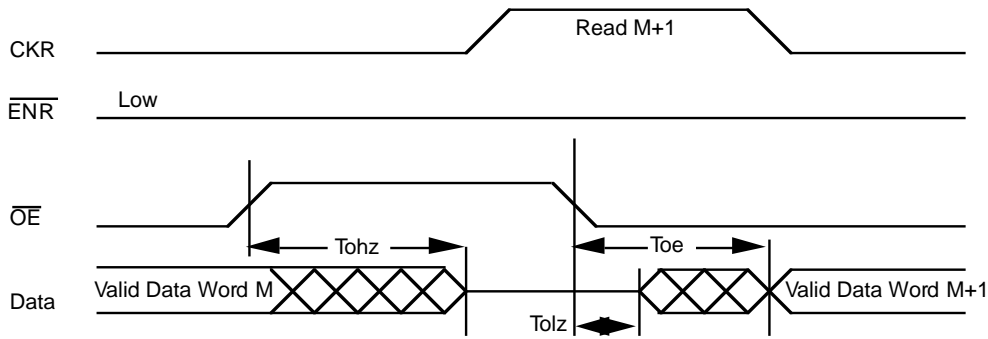 Read M+1
CKR
Low
ENR
OE
Tohz
Toe
Valid Data Word M
Valid Data Word M+1
Data
Tolz